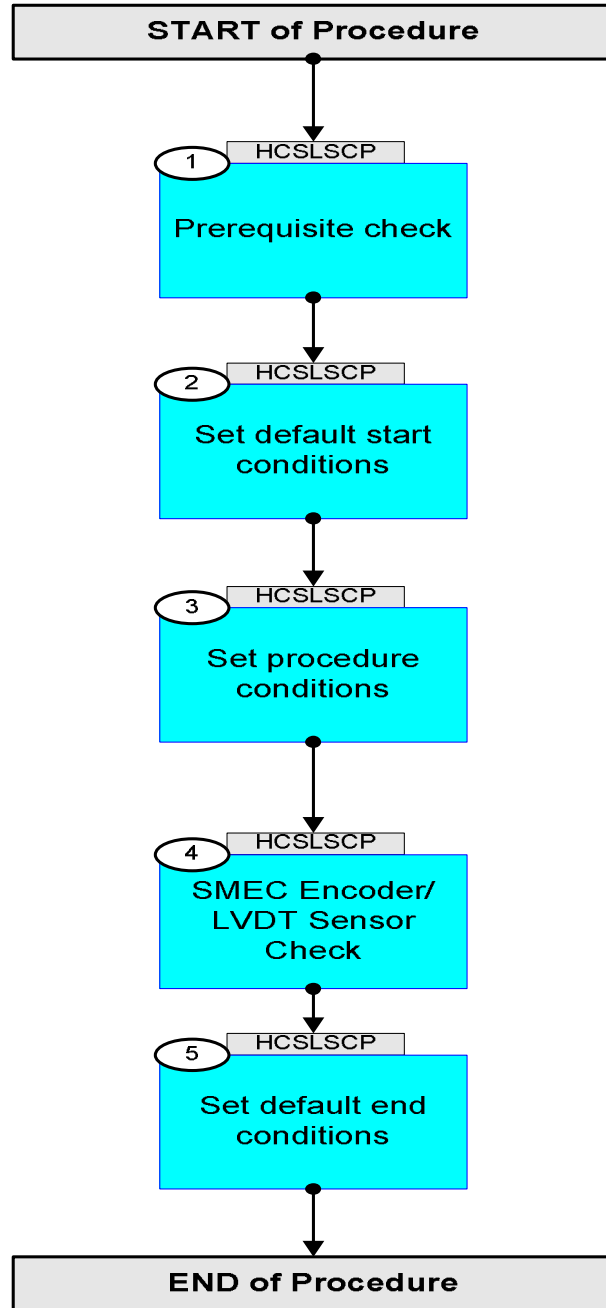 START of Procedure
HCSLSCP
1
Prerequisite check
HCSLSCP
2
Set default start
conditions
HCSLSCP
3
Set procedure
conditions
HCSLSCP
4
SMEC Encoder/
LVDT Sensor
Check
HCSLSCP
5
Set default end
conditions
END of Procedure